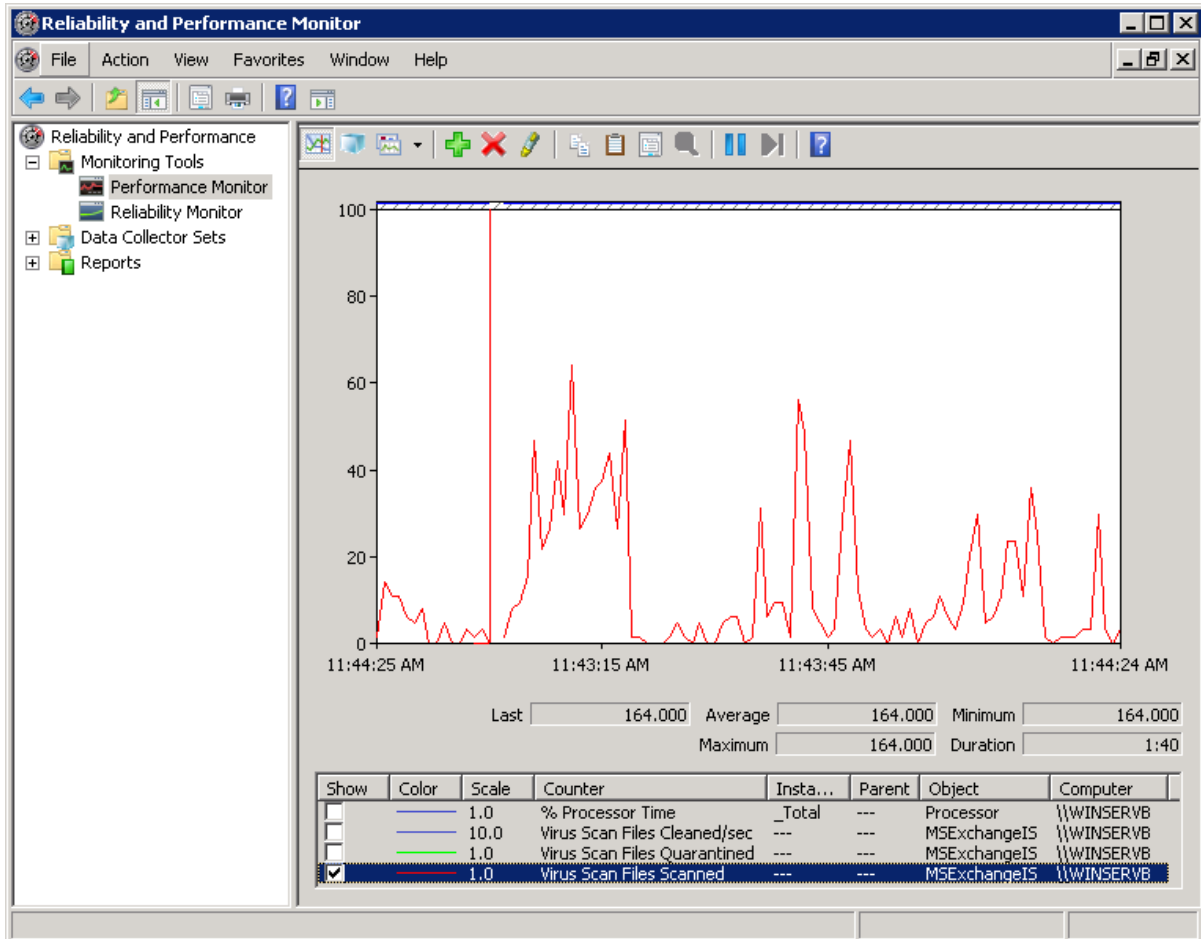 Reliability and Performance Monitor
File Action View Favorites Window Help
Reliability and Performance
Monitoring Tools
Performance Monitor
Reliability Monitor
Data Collector Sets
Reports
100
80
60
40
20
0
11:44:25 AM 11:43:15 AM 11:43:45 AM 11:44:24 AM
Last 164.000 Average 164.000 Minimum 164.000
Maximum 164.000 Duration 1:40
Show Color Scale Counter Insta... Parent Object Computer
1.0 % Processor Time _Total --- Processor \\WINSERVB
10.0 Virus Scan Files Cleaned/sec --- --- MSExchangeIS \\WINSERVB
1.0 Virus Scan Files Quarantined --- --- MSExchangeIS \\WINSERVB
1.0 Virus Scan Files Scanned --- --- MSExchangeIS \\WINSERVB